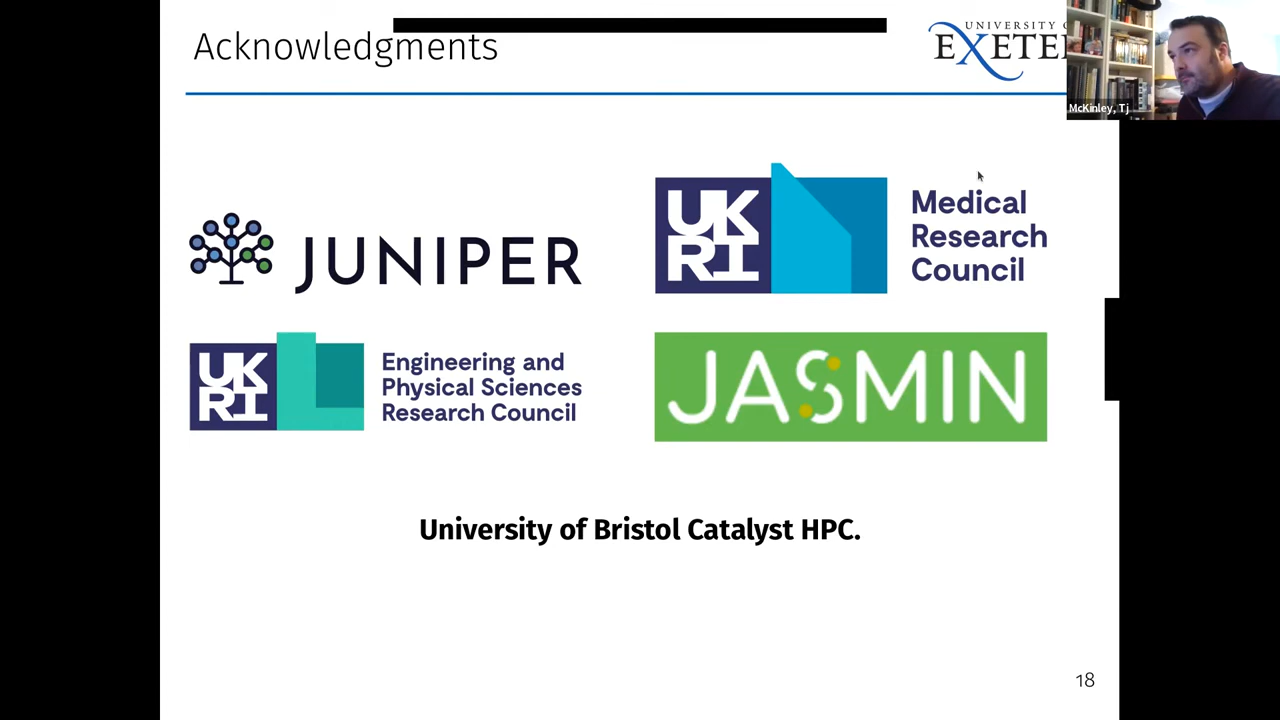 Acknowledgments
UNIVERSITY O
EXETE
McKinley, Tj
JUNIPER
UK
RI
Medical
Research
Council
UK
RI
Engineering and
Physical Sciences
Research Council
JASMIN
University of Bristol Catalyst HPC.
18